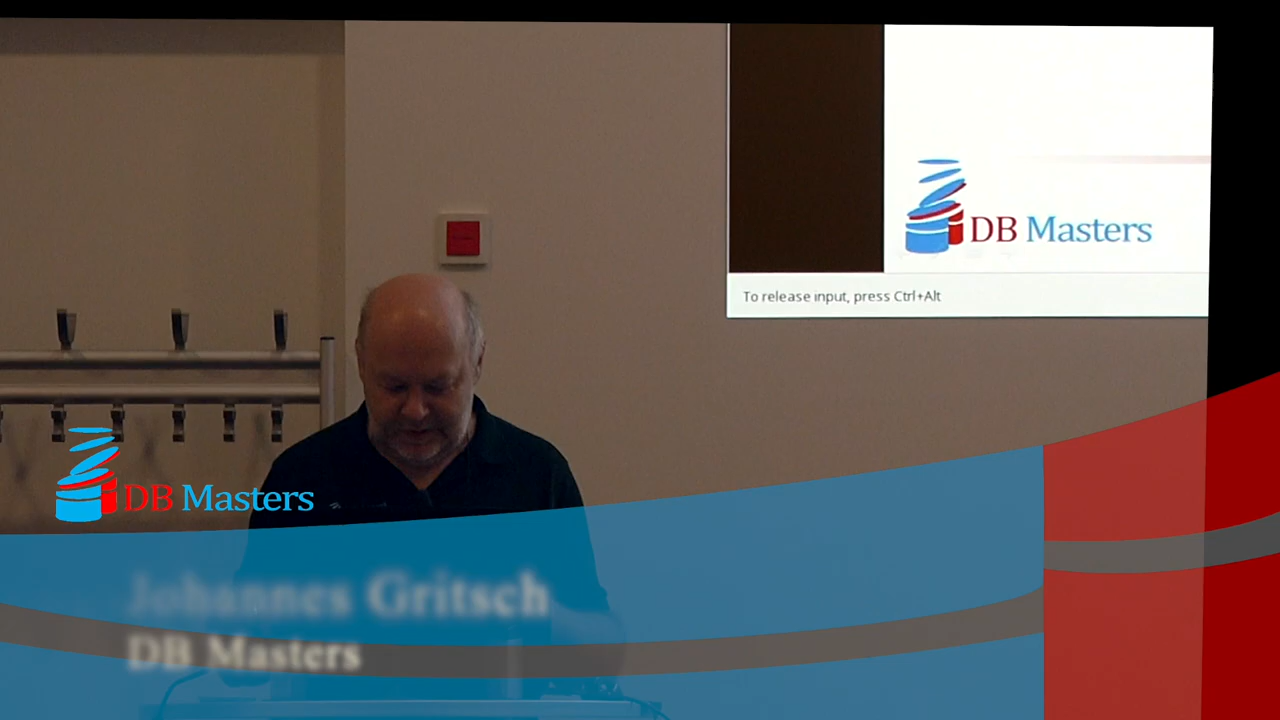 DB Masters
To release input, press Ctrl+Alt
DB Masters
Johannes Gritsch
DB Masters